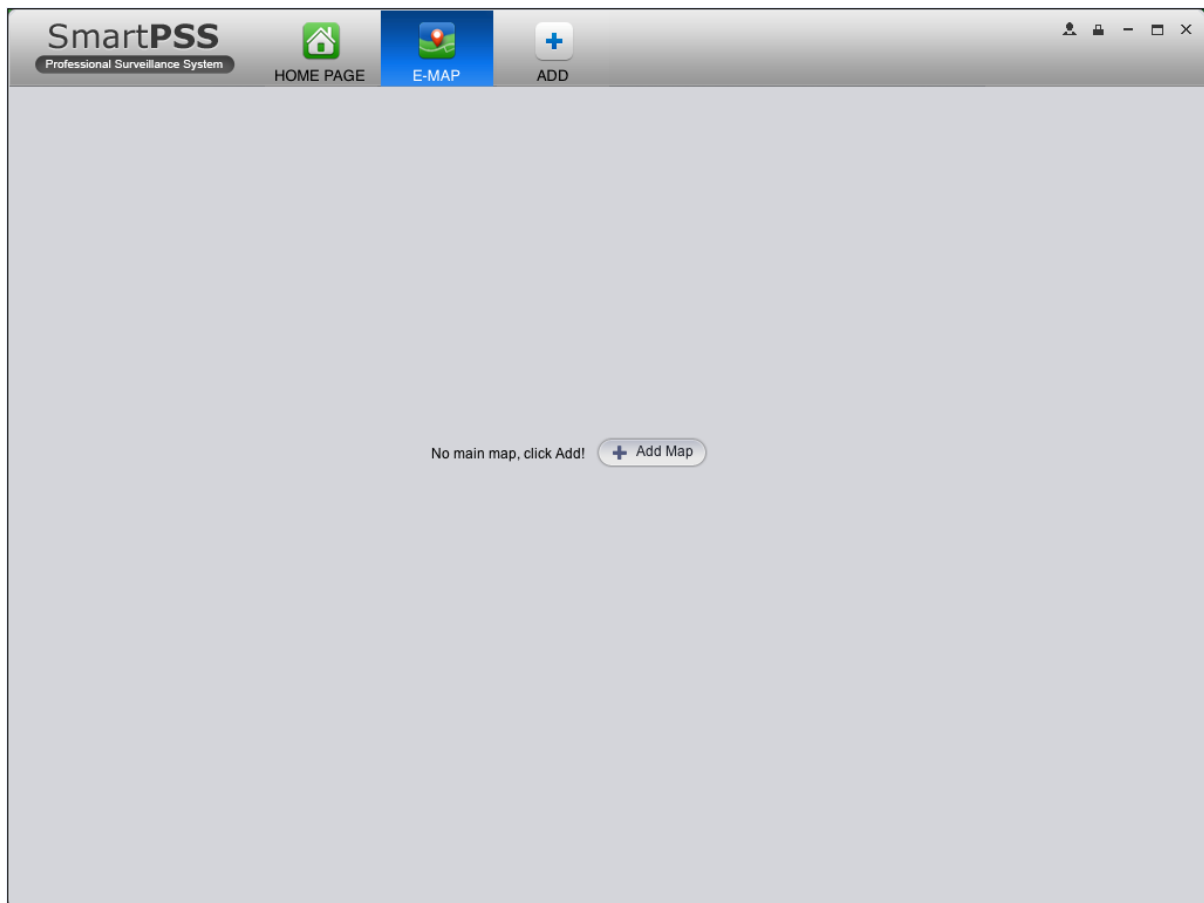 SmartPSS
Professional Surveillance System
HOME PAGE
E-MAP
ADD
No main map, click Add!
Add Map